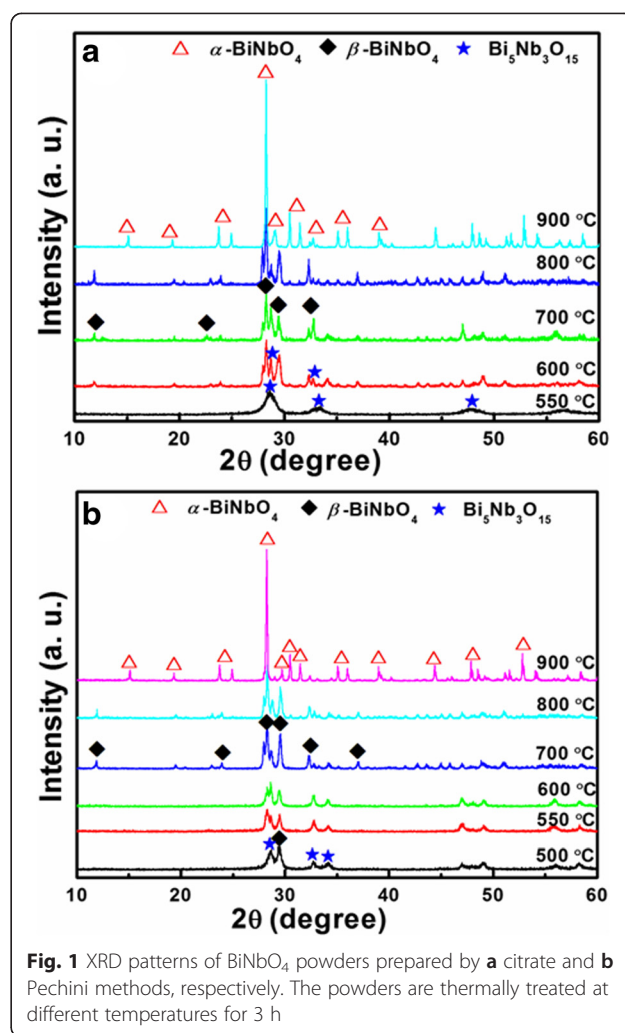 a
△ α-BiNbO₄ ◆ β-BiNbO₄ ★ Bi₅Nb₃O₁₅
Intensity (a. u.)
900 °C
800 °C
700 °C
600 °C
550 °C
10 20 30 40 50 60
2θ (degree)
b
△ α-BiNbO₄ ◆ β-BiNbO₄ ★ Bi₅Nb₃O₁₅
Intensity (a. u.)
900 °C
800 °C
700 °C
600 °C
550 °C
500 °C
10 20 30 40 50 60
2θ (degree)
Fig. 1 XRD patterns of BiNbO₄ powders prepared by a citrate and b
Pechini methods, respectively. The powders are thermally treated at
different temperatures for 3 h